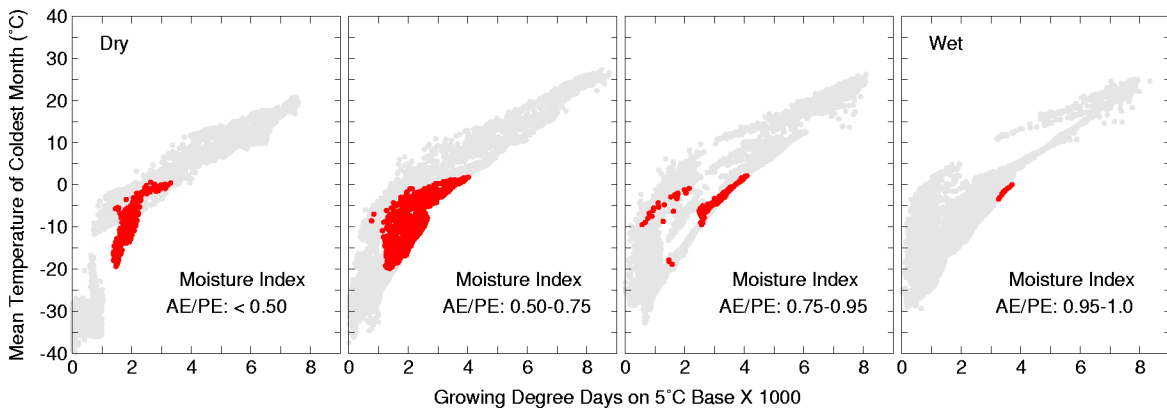 Mean Temperature of Coldest Month (°C)
40
30
20
10
0
-10
-20
-30
-40
Dry
Wet
Moisture Index
AE/PE: < 0.50
Moisture Index
AE/PE: 0.50-0.75
Moisture Index
AE/PE: 0.75-0.95
Moisture Index
AE/PE: 0.95-1.0
0 2 4 6 8
0 2 4 6 8
0 2 4 6 8
0 2 4 6 8
Growing Degree Days on 5°C Base X 1000